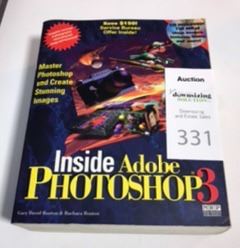 Save $150!
Service Bureau
Offer Inside!
Master
Photoshop
and Create
Stunning
Images
Auction
downsizing
SOLUTION
Downsizing
and Estate Sales
331
Inside Adobe
PHOTOSHOP 3
Gary David Bouton & Barbara Bouton